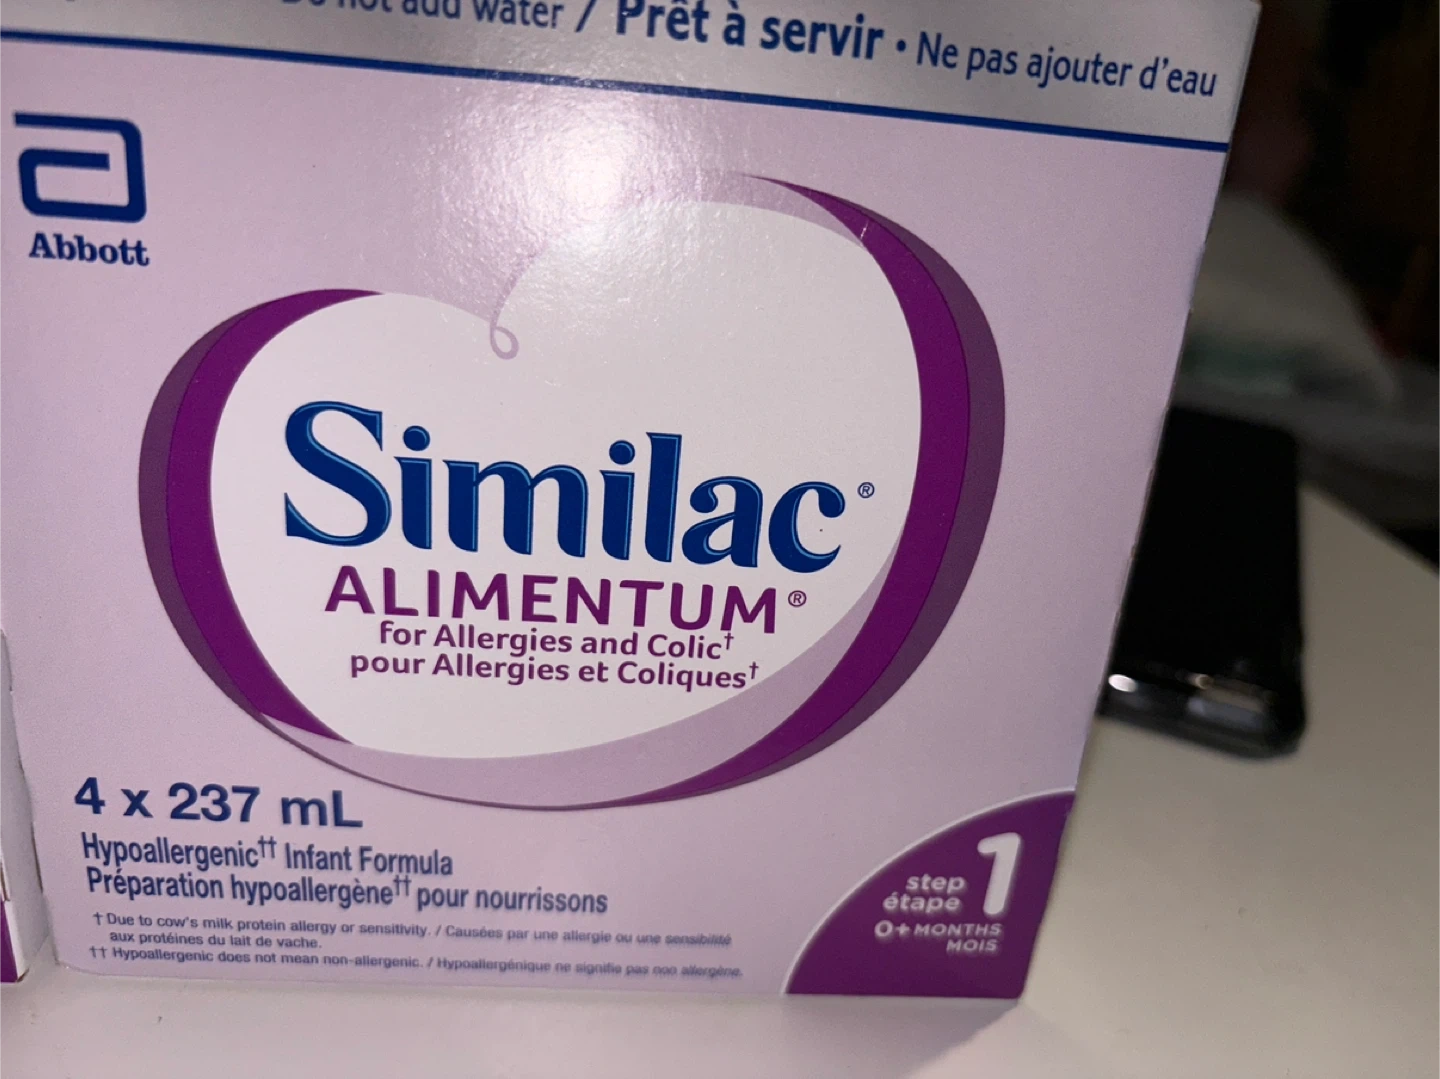 not add water / Prêt à servir • Ne pas ajouter d'eau
Abbott
Similac®
ALIMENTUM®
for Allergies and Colic†
pour Allergies et Coliques†
4 x 237 mL
Hypoallergenic†† Infant Formula
Préparation hypoallergène†† pour nourrissons
† Due to cow's milk protein allergy or sensitivity. / Causées par une allergie ou une sensibilité
aux protéines du lait de vache.
†† Hypoallergenic does not mean non-allergenic. / Hypoallergénique ne signifie pas non allergène.
step 1
étape
0+ MONTHS
MOIS